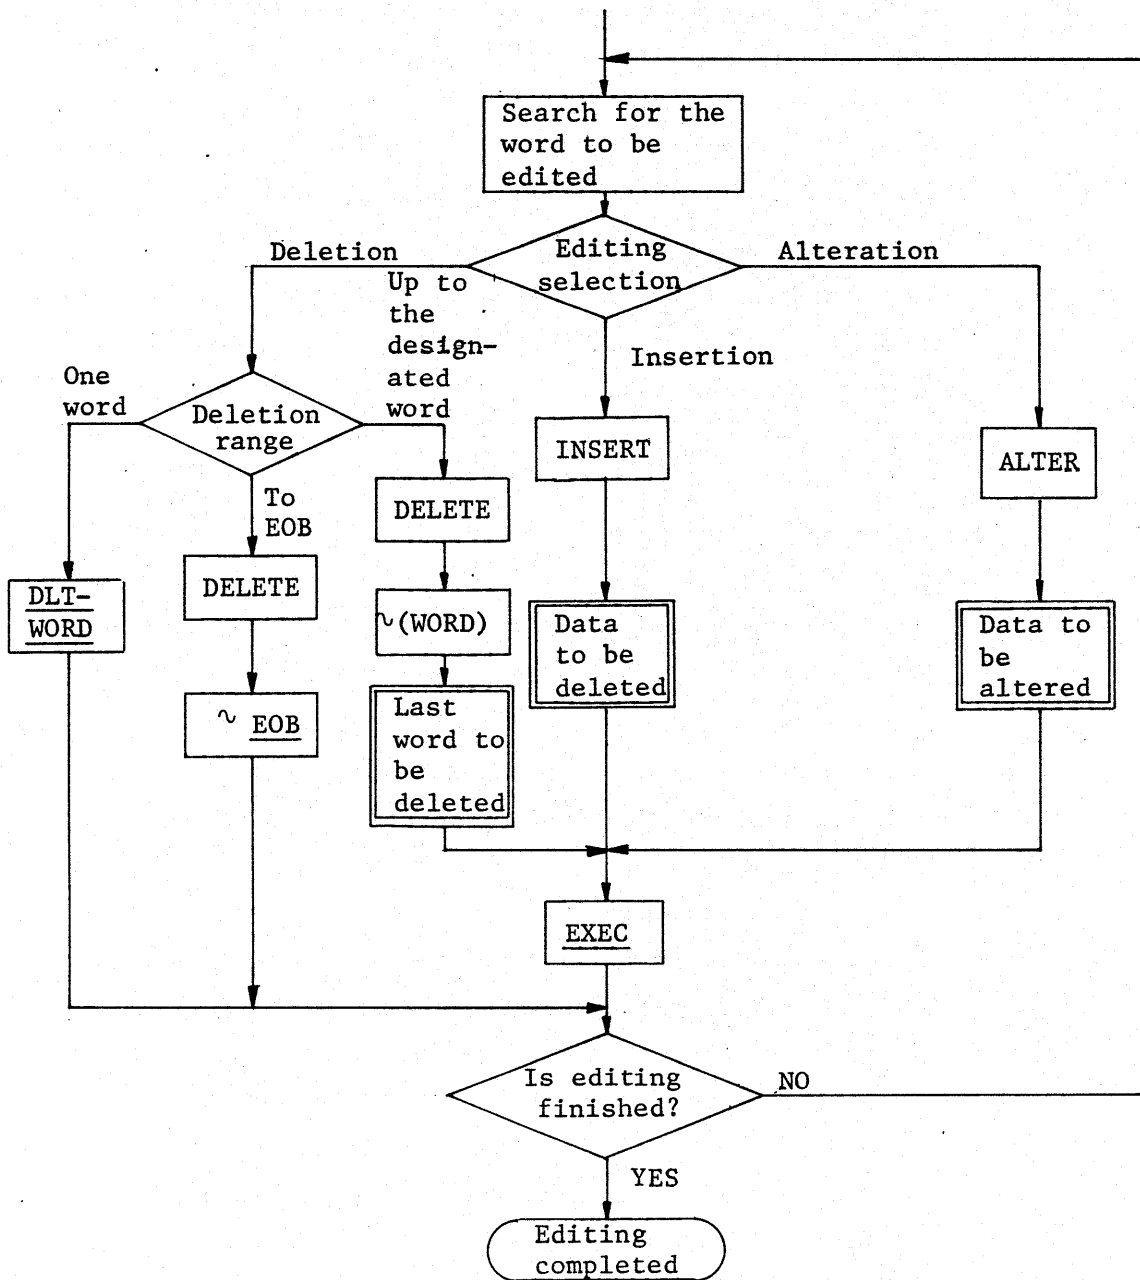 Search for the
word to be
edited
Editing
selection
Deletion
Alteration
Up to
the
design-
ated
word
Insertion
One
word
Deletion
range
To
EOB
INSERT
ALTER
DELETE
DELETE
DLT-
WORD
~(WORD)
~ EOB
Last
word to
be
deleted
Data
to be
deleted
Data to
be
altered
EXEC
Is editing
finished?
NO
YES
Editing
completed